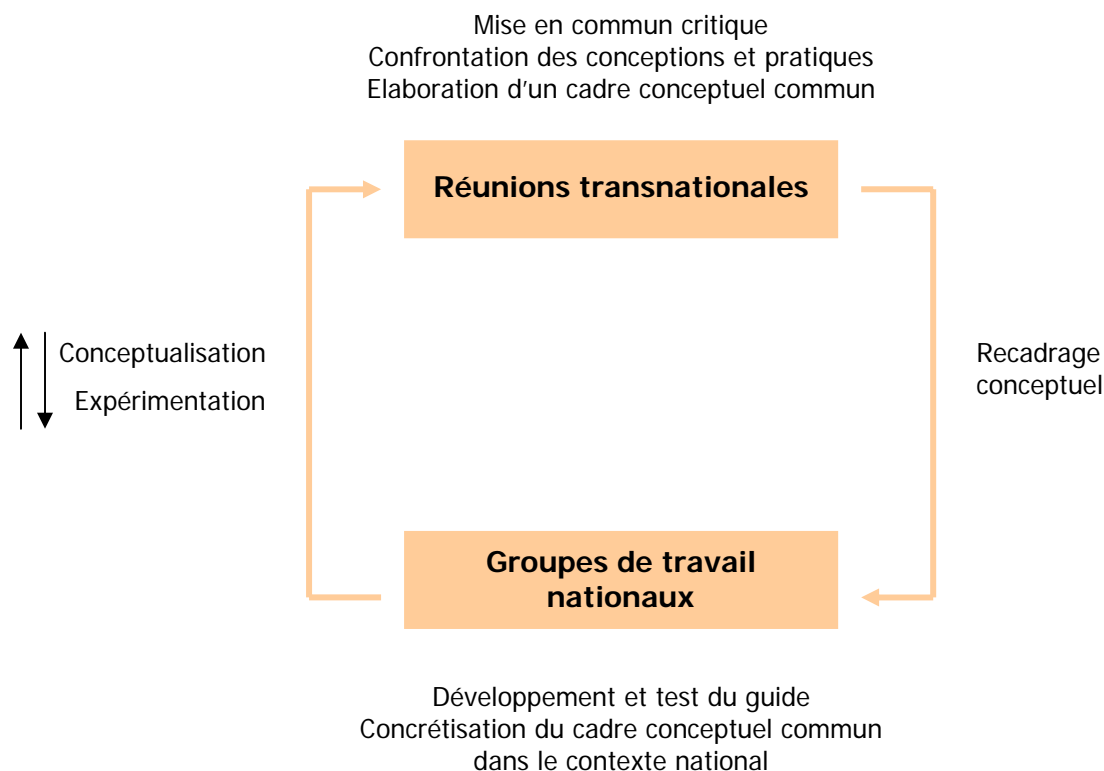 Mise en commun critique
Confrontation des conceptions et pratiques
Elaboration d'un cadre conceptuel commun
Réunions transnationales
Conceptualisation
Expérimentation
Recadrage
conceptuel
Groupes de travail
nationaux
Développement et test du guide
Concrétisation du cadre conceptuel commun
dans le contexte national